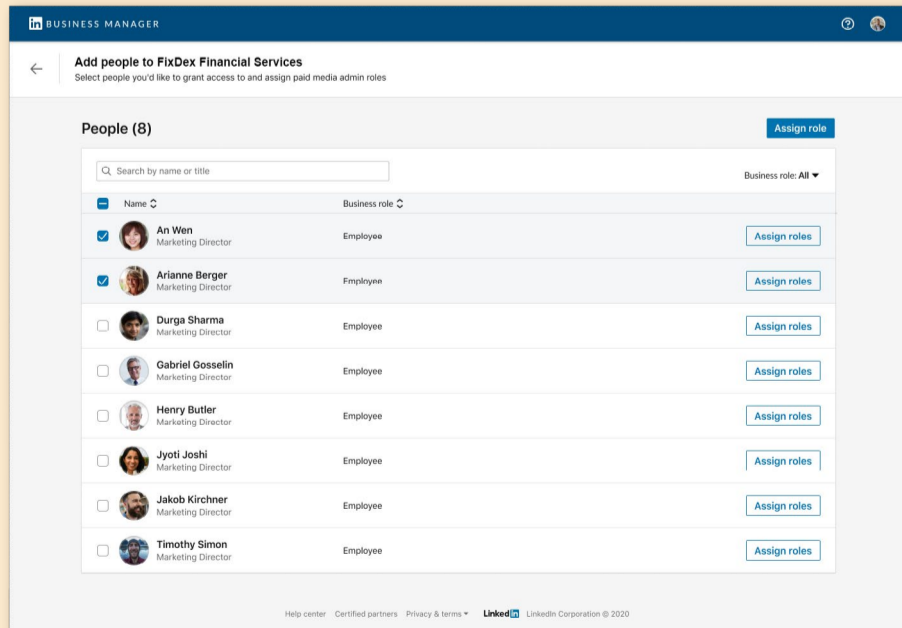 in BUSINESS MANAGER
Add people to FixDex Financial Services
Select people you'd like to grant access to and assign paid media admin roles
People (8)
Assign role
Search by name or title
Business role: All
Name
Business role
An Wen
Marketing Director
Employee
Assign roles
Arianne Berger
Marketing Director
Employee
Assign roles
Durga Sharma
Marketing Director
Employee
Assign roles
Gabriel Gosselin
Marketing Director
Employee
Assign roles
Henry Butler
Marketing Director
Employee
Assign roles
Jyoti Joshi
Marketing Director
Employee
Assign roles
Jakob Kirchner
Marketing Director
Employee
Assign roles
Timothy Simon
Marketing Director
Employee
Assign roles
Help center Certified partners Privacy & terms LinkedIn LinkedIn Corporation © 2020